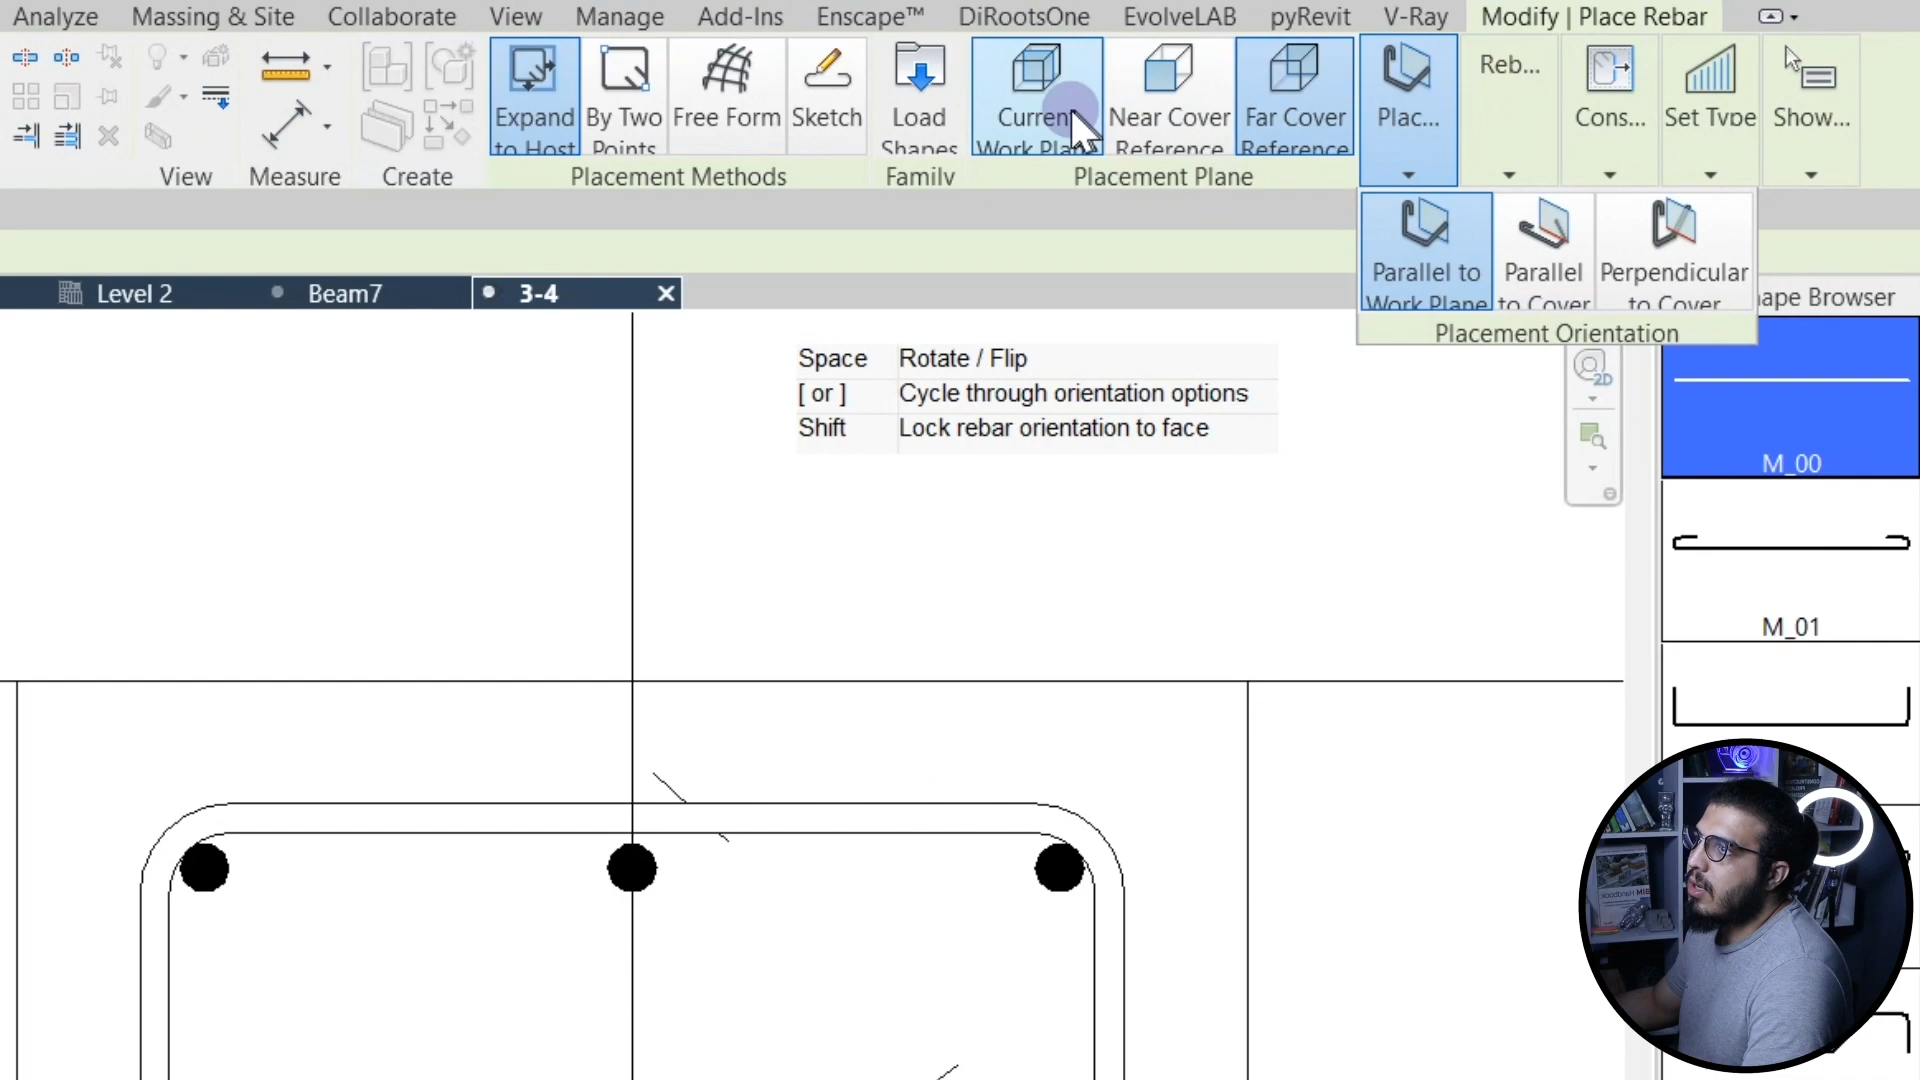 Analyze Massing & Site Collaborate View Manage Add-Ins Enscape™ DiRootsOne EvolveLAB pyRevit V-Ray Modify | Place Rebar
Expand to Host
By Two Points
Free Form
Sketch
Load Shapes
Current Work Plane
Near Cover Reference
Far Cover Reference
Plac...
Reb...
Cons...
Set Type
Show...
View Measure Create Placement Methods Family Placement Plane
Parallel to Work Plane
Parallel to Cover
Perpendicular to Cover
Placement Orientation
Level 2 Beam7 3-4
hape Browser
Space Rotate / Flip
[ or ] Cycle through orientation options
Shift Lock rebar orientation to face
2D
M_00
M_01